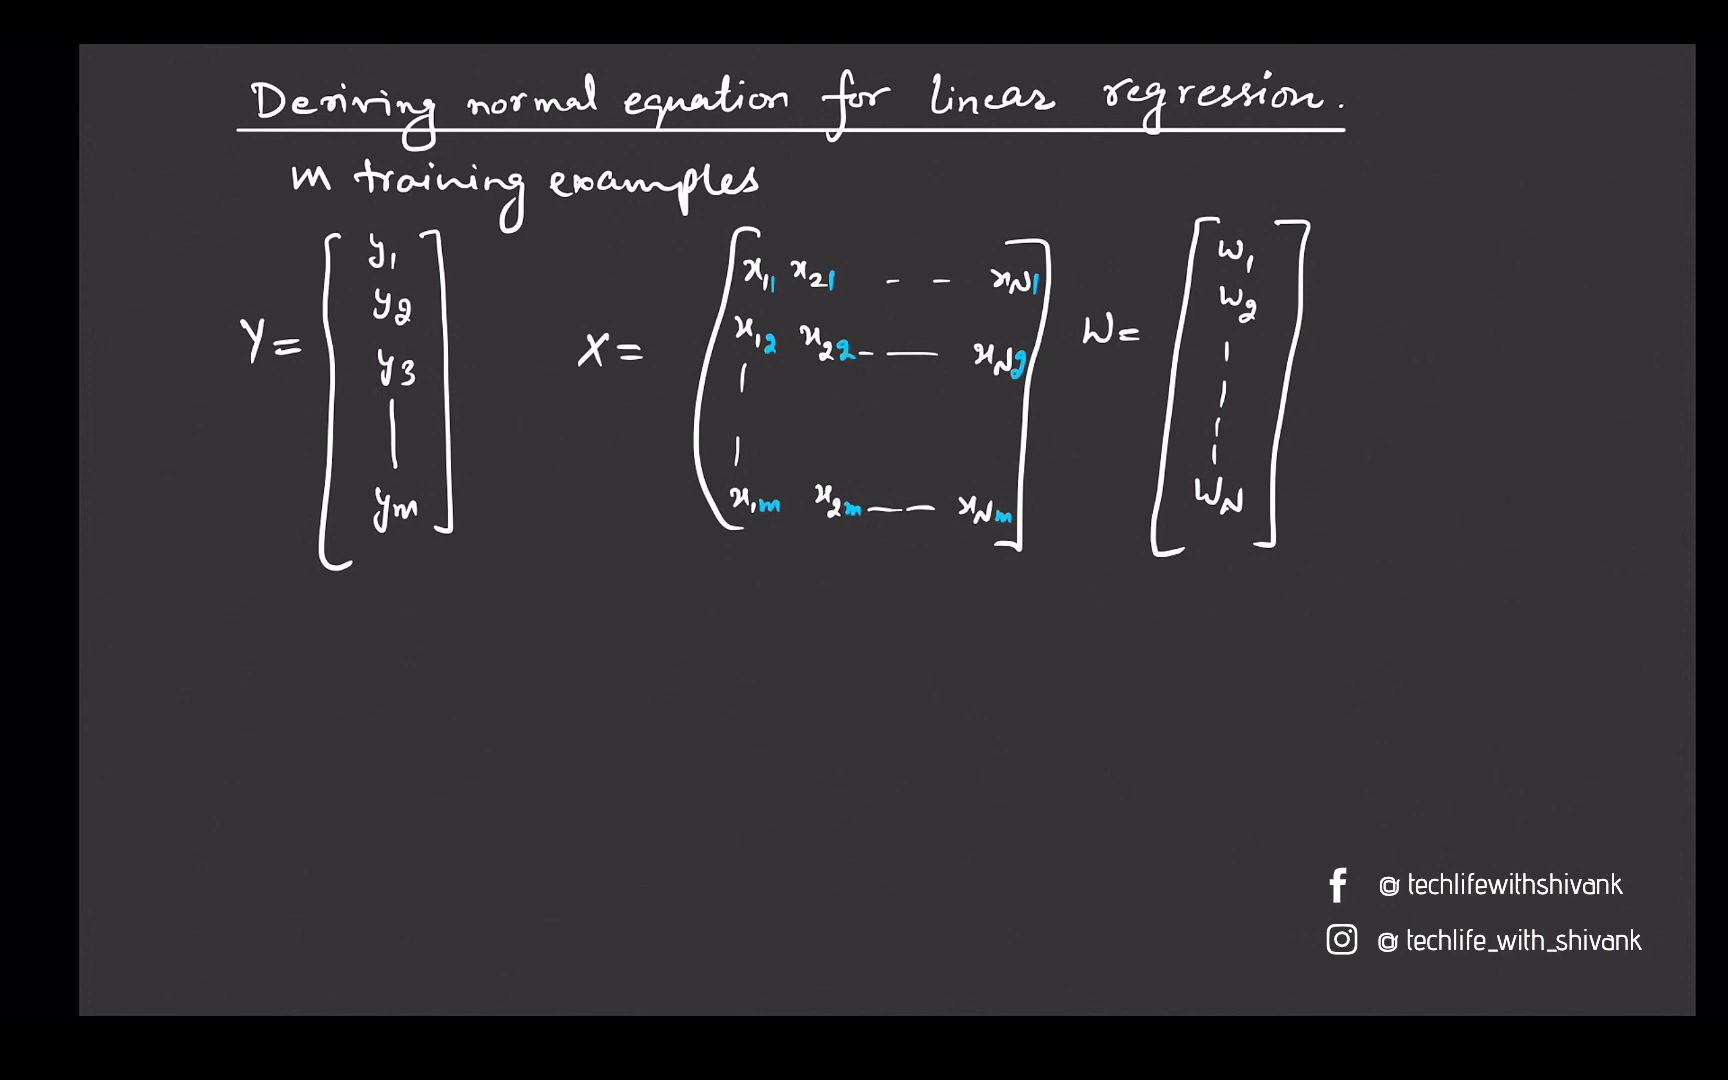 Deriving normal equation for linear regression.
m training examples
Y = [ y1 y2 y3 | ym ]
X = [ x11 x21 - - xN1
x12 x22 - — xN2
|
|
x1m x2m — — xNm ]
W = [ w1 w2 | | | | wN ]
@ techlifewithshivank
@ techlife_with_shivank